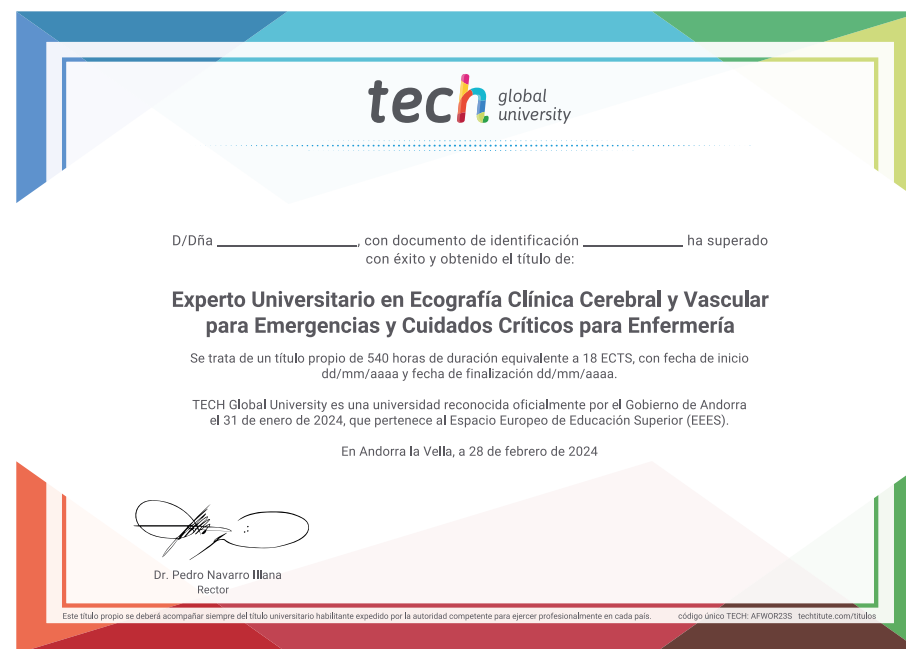 tech global university
D/Dña ____________________, con documento de identificación ______________ ha superado
con éxito y obtenido el título de:
Experto Universitario en Ecografía Clínica Cerebral y Vascular
para Emergencias y Cuidados Críticos para Enfermería
Se trata de un título propio de 540 horas de duración equivalente a 18 ECTS, con fecha de inicio
dd/mm/aaaa y fecha de finalización dd/mm/aaaa.
TECH Global University es una universidad reconocida oficialmente por el Gobierno de Andorra
el 31 de enero de 2024, que pertenece al Espacio Europeo de Educación Superior (EEES).
En Andorra la Vella, a 28 de febrero de 2024
Dr. Pedro Navarro Illana
Rector
Este título propio se deberá acompañar siempre del título universitario habilitante expedido por la autoridad competente para ejercer profesionalmente en cada país. código único TECH: AFWOR23S techtitute.com/titulos